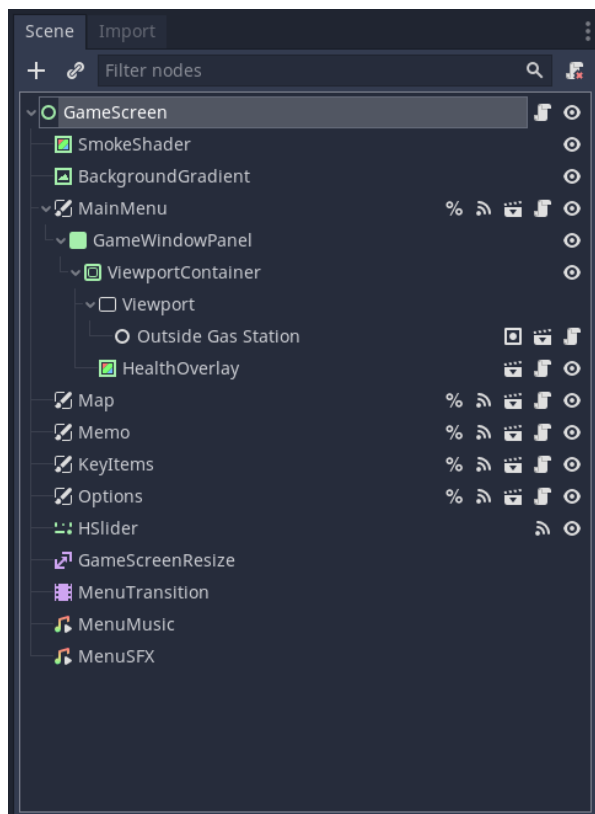 Scene Import
Filter nodes
GameScreen
SmokeShader
BackgroundGradient
MainMenu %
GameWindowPanel
ViewportContainer
Viewport
Outside Gas Station
HealthOverlay
Map %
Memo %
KeyItems %
Options %
HSlider
GameScreenResize
MenuTransition
MenuMusic
MenuSFX